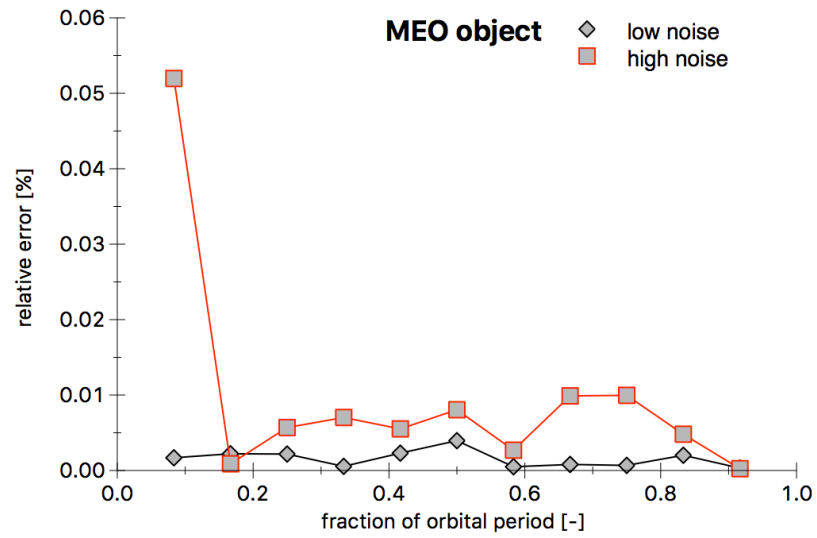 MEO object
low noise
high noise
relative error [%]
0.06
0.05
0.04
0.03
0.02
0.01
0.00
0.0 0.2 0.4 0.6 0.8 1.0
fraction of orbital period [-]